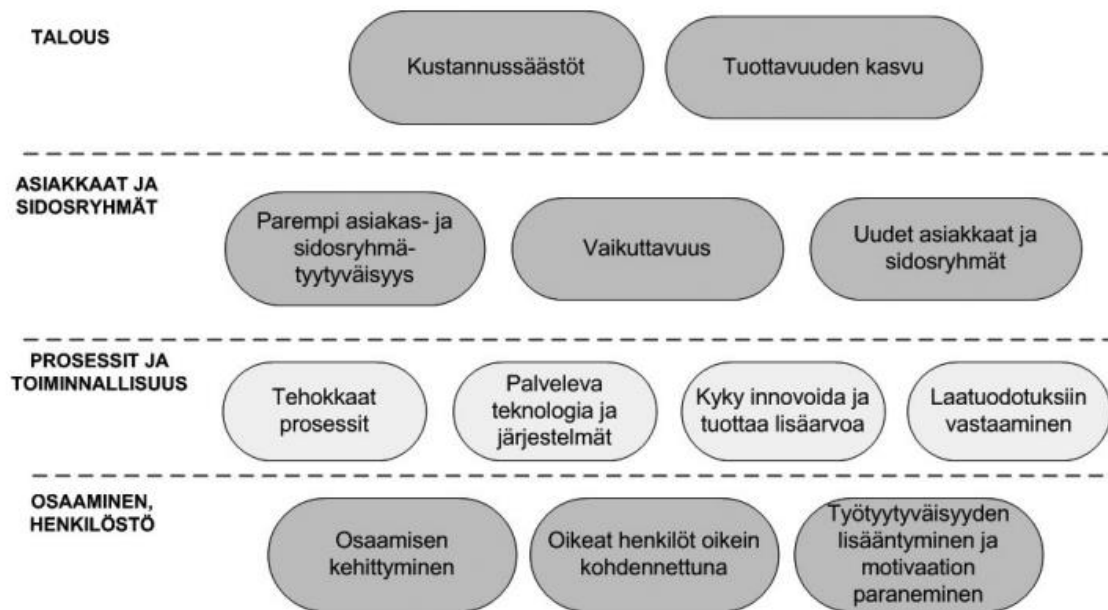 TALOUS
Kustannussäästöt
Tuottavuuden kasvu
ASIAKKAAT JA
SIDOSRYHMÄT
Parempi asiakas- ja
sidosryhmä-
tyytyväisyys
Vaikuttavuus
Uudet asiakkaat ja
sidosryhmät
PROSESSIT JA
TOIMINNALLISUUS
Tehokkaat
prosessit
Palveleva
teknologia ja
järjestelmät
Kyky innovoida ja
tuottaa lisäarvoa
Laatuodotuksiin
vastaaminen
OSAAMINEN,
HENKILÖSTÖ
Osaamisen
kehittyminen
Oikeat henkilöt oikein
kohdennettuna
Työtyytyväisyyden
lisääntyminen ja
motivaation
paraneminen